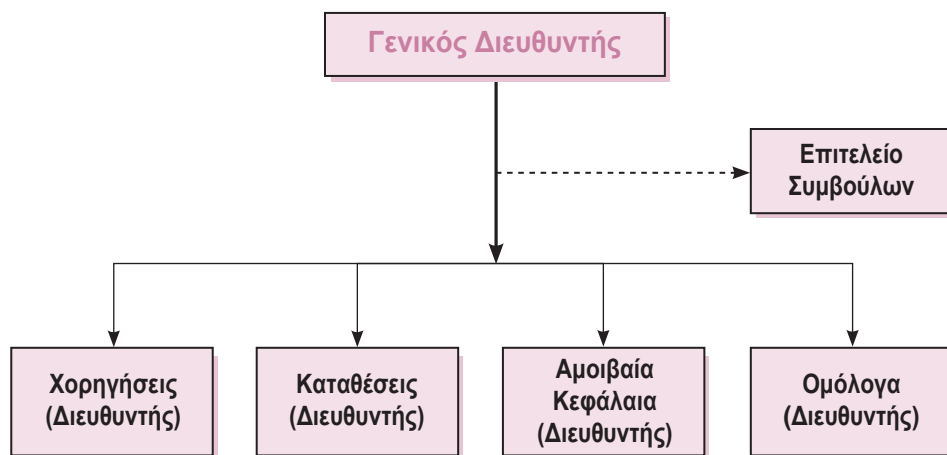 Γενικός Διευθυντής
Επιτελείο
Συμβούλων
Χορηγήσεις
(Διευθυντής)
Καταθέσεις
(Διευθυντής)
Αμοιβαία
Κεφάλαια
(Διευθυντής)
Ομόλογα
(Διευθυντής)